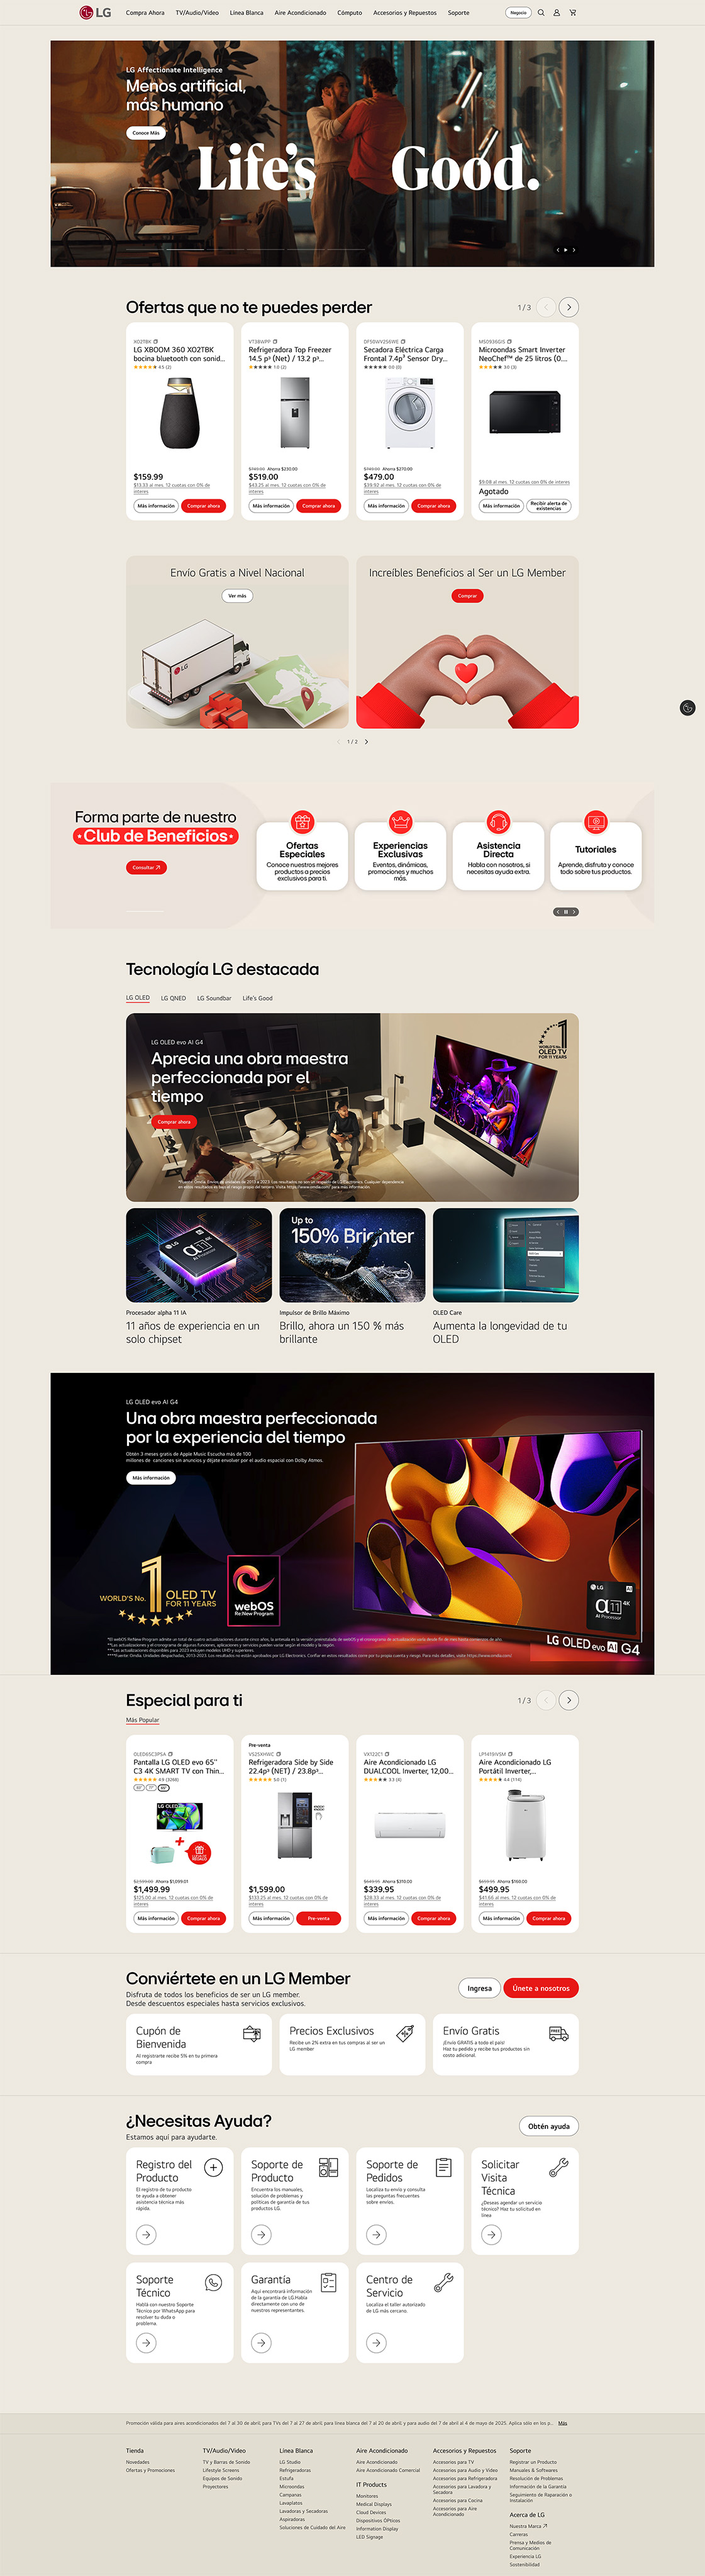 LG
Compra Ahora
TV/Audio/Video
Línea Blanca
Aire Acondicionado
Cómputo
Accesorios y Repuestos
Soporte
Negocio
LG Affectionate Intelligence
Menos artificial,
más humano
Conoce Más
Life's Good.
Ofertas que no te puedes perder
1 / 3
XO2TBK
LG XBOOM 360 XO2TBK
bocina bluetooth con sonid...
4.5 (2)
$159.99
$13.33 al mes, 12 cuotas con 0% de
interes
Más información
Comprar ahora
VT38WPP
Refrigeradora Top Freezer
14.5 p³ (Net) / 13.2 p³...
1.0 (2)
$749.00 Ahorra $230.00
$519.00
$43.25 al mes, 12 cuotas con 0% de
interes
Más información
Comprar ahora
DF50WV2S6WE
Secadora Eléctrica Carga
Frontal 7.4p³ Sensor Dry...
0.0 (0)
$749.00 Ahorra $270.00
$479.00
$39.92 al mes, 12 cuotas con 0% de
interes
Más información
Comprar ahora
MS0936GIS
Microondas Smart Inverter
NeoChef™ de 25 litros (0...
3.0 (3)
$9.08 al mes, 12 cuotas con 0% de interes
Agotado
Más información
Recibir alerta de
existencias
Envío Gratis a Nivel Nacional
Ver más
LG
Increíbles Beneficios al Ser un LG Member
Comprar
1 / 2
Forma parte de nuestro
Club de Beneficios
Consultar
Ofertas
Especiales
Conoce nuestros mejores
productos a precios
exclusivos para ti.
Experiencias
Exclusivas
Eventos, dinámicas,
promociones y muchos
más.
Asistencia
Directa
Habla con nosotros, si
necesitas ayuda extra.
Tutoriales
Aprende, disfruta y conoce
todo sobre tus productos.
Tecnología LG destacada
LG OLED
LG QNED
LG Soundbar
Life's Good
LG OLED evo AI G4
Aprecia una obra maestra
perfeccionada por el
tiempo
Comprar ahora
WORLD'S No.1
OLED TV
FOR 11 YEARS
LG
α11
AI Processor
Up to
150% Brighter
Procesador alpha 11 IA
11 años de experiencia en un
solo chipset
Impulsor de Brillo Máximo
Brillo, ahora un 150 % más
brillante
OLED Care
Aumenta la longevidad de tu
OLED
LG OLED evo AI G4
Una obra maestra perfeccionada
por la experiencia del tiempo
Obtén 3 meses gratis de Apple Music Escucha más de 100
millones de canciones sin anuncios y déjate envolver por el audio espacial con Dolby Atmos.
Más información
WORLD'S No.1 OLED TV
FOR 11 YEARS
webOS
Re:New Program
LG AI
α11 4K
AI Processor
LG OLED evo AI G4
Especial para ti
1 / 3
Más Popular
OLED65C3PSA
Pantalla LG OLED evo 65''
C3 4K SMART TV con Thin...
LG OLED
$1,499.99
$125.00 al mes, 12 cuotas con 0% de
interes
Más información
Comprar ahora
Pre-venta
VS25XHWC
Refrigeradora Side by Side
22.4p³ (NET) / 23.8p³...
5.0 (1)
$1,599.00
$133.25 al mes, 12 cuotas con 0% de
interes
Más información
Pre-venta
VX122C1
Aire Acondicionado LG
DUALCOOL Inverter, 12,00...
3.3 (4)
$339.95
$28.33 al mes, 12 cuotas con 0% de
interes
Más información
Comprar ahora
LP1419IVSM
Aire Acondicionado LG
Portátil Inverter,...
4.4 (114)
$499.95
$41.66 al mes, 12 cuotas con 0% de
interes
Más información
Comprar ahora
Conviértete en un LG Member
Disfruta de todos los beneficios de ser un LG member.
Desde descuentos especiales hasta servicios exclusivos.
Ingresa
Únete a nosotros
Cupón de
Bienvenida
Al registrarte recibe 5% en tu primera
compra
Precios Exclusivos
Recibe un 2% extra en tus compras al ser un
LG member
Envío Gratis
¡Envío GRATIS a todo el país!
Haz tu pedido y recibe tus productos sin
costo adicional.
FREE
¿Necesitas Ayuda?
Estamos aquí para ayudarte.
Obtén ayuda
Registro del
Producto
El registro de tu producto
te ayuda a obtener
asistencia técnica más
rápida.
Soporte de
Producto
Encuentra los manuales,
solución de problemas y
políticas de garantía de tus
productos LG.
Soporte de
Pedidos
Localiza tu envío y consulta
las preguntas frecuentes
sobre envíos.
Solicitar
Visita
Técnica
¿Deseas agendar un servicio
técnico? Haz tu solicitud en
línea
Soporte
Técnico
Habla con nuestro Soporte
Técnico por WhatsApp para
resolver tu duda o
problema.
Garantía
Aquí encontrará información
de la garantía de LG.Habla
directamente con uno de
nuestros representantes.
Centro de
Servicio
Localiza el taller autorizado
de LG más cercano.
Promoción valida para aires acondicionados del 7 al 30 de abril, para TVs del 7 al 27 de abril; para línea blanca del 7 al 20 de abril; y para audio del 7 de abril al 4 de mayo de 2025. Aplica sólo en los p...
Más
Tienda
Novedades
Ofertas y Promociones
TV/Audio/Video
TV y Barras de Sonido
Lifestyle Screens
Equipos de Sonido
Proyectores
Línea Blanca
LG Studio
Refrigeradoras
Estufa
Microondas
Campanas
Lavaplatos
Lavadoras y Secadoras
Aspiradoras
Soluciones de Cuidado del Aire
Aire Acondicionado
Aire Acondicionado
Aire Acondicionado Comercial
IT Products
Monitores
Medical Displays
Cloud Devices
Dispositivos ÓPticos
Information Display
LED Signage
Accesorios y Repuestos
Accesorios para TV
Accesorios para Audio y Video
Accesorios para Refrigeradora
Accesorios para Lavadora y
Secadora
Accesorios para Cocina
Accesorios para Aire
Acondicionado
Soporte
Registrar un Producto
Manuales & Softwares
Resolución de Problemas
Información de la Garantía
Seguimiento de Reparación o
Instalación
Acerca de LG
Nuestra Marca
Carreras
Prensa y Medios de
Comunicación
Experiencia LG
Sostenibilidad